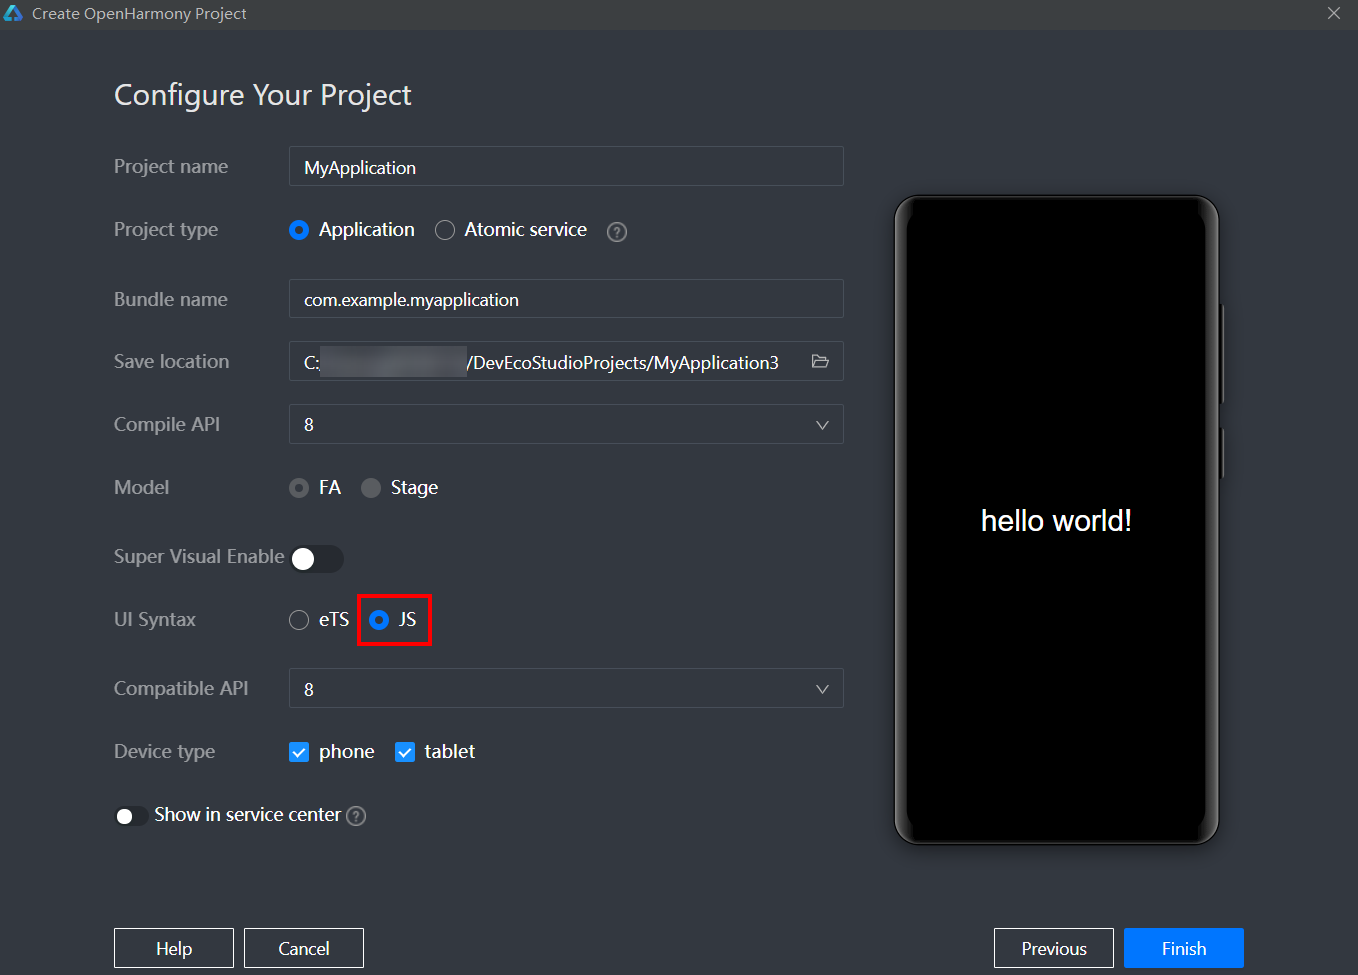 Create OpenHarmony Project
Configure Your Project
Project name MyApplication
Project type Application Atomic service ?
Bundle name com.example.myapplication
Save location C: /DevEcoStudioProjects/MyApplication3
Compile API 8
Model FA Stage
Super Visual Enable
UI Syntax eTS JS
Compatible API 8
Device type phone tablet
Show in service center ?
hello world!
Help Cancel Previous Finish